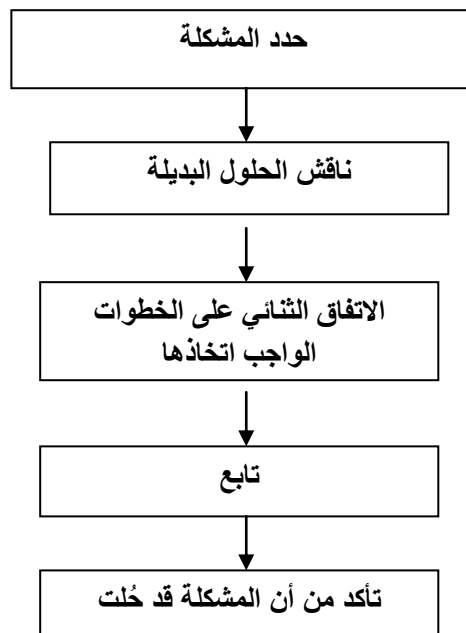 حدد المشكلة
ناقش الحلول البديلة
الاتفاق الثنائي على الخطوات
الواجب اتخاذها
تابع
تأكد من أن المشكلة قد حُلت